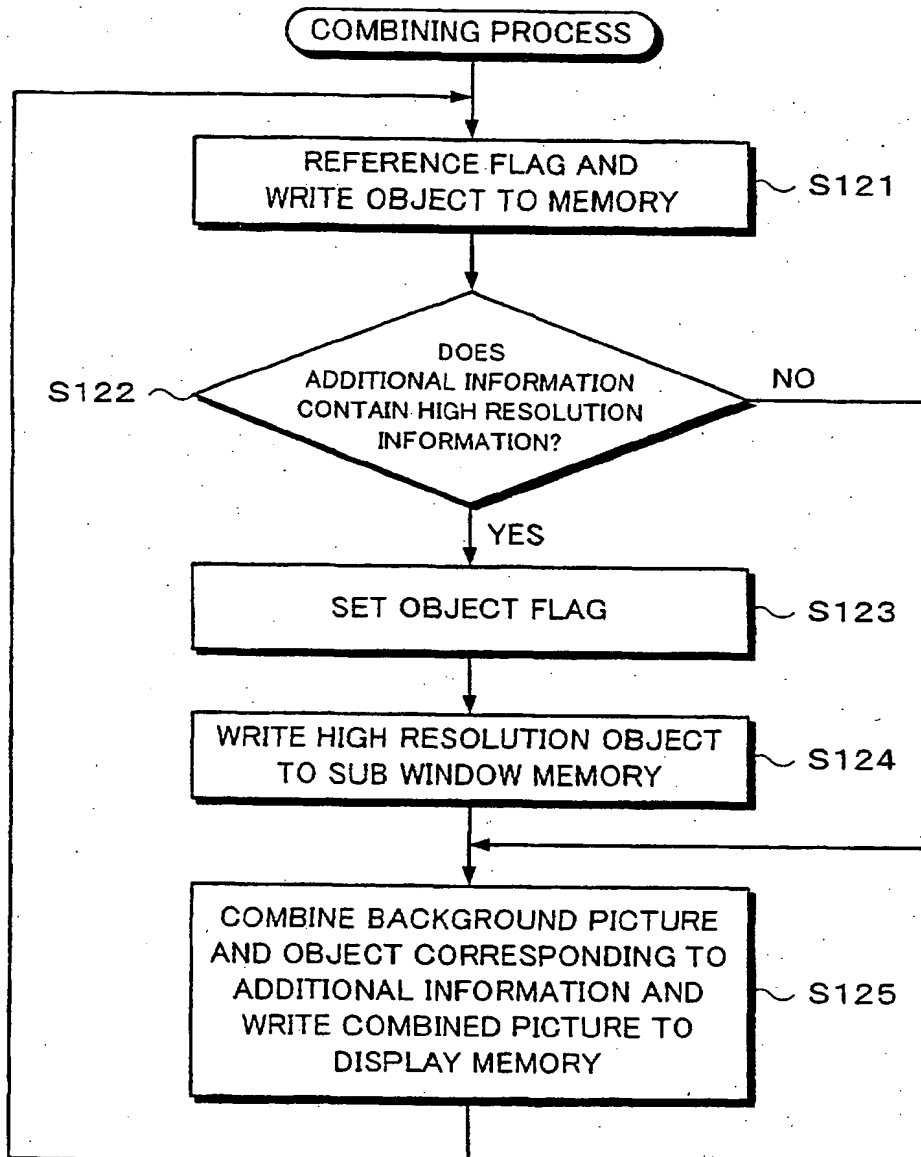 COMBINING PROCESS
REFERENCE FLAG AND
WRITE OBJECT TO MEMORY
S121
DOES
ADDITIONAL INFORMATION
CONTAIN HIGH RESOLUTION
INFORMATION?
S122
NO
YES
SET OBJECT FLAG
S123
WRITE HIGH RESOLUTION OBJECT
TO SUB WINDOW MEMORY
S124
COMBINE BACKGROUND PICTURE
AND OBJECT CORRESPONDING TO
ADDITIONAL INFORMATION AND
WRITE COMBINED PICTURE TO
DISPLAY MEMORY
S125